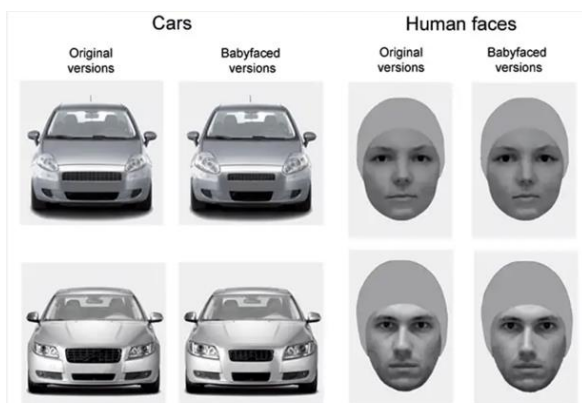 Cars
Human faces
Original
versions
Babyfaced
versions
Original
versions
Babyfaced
versions